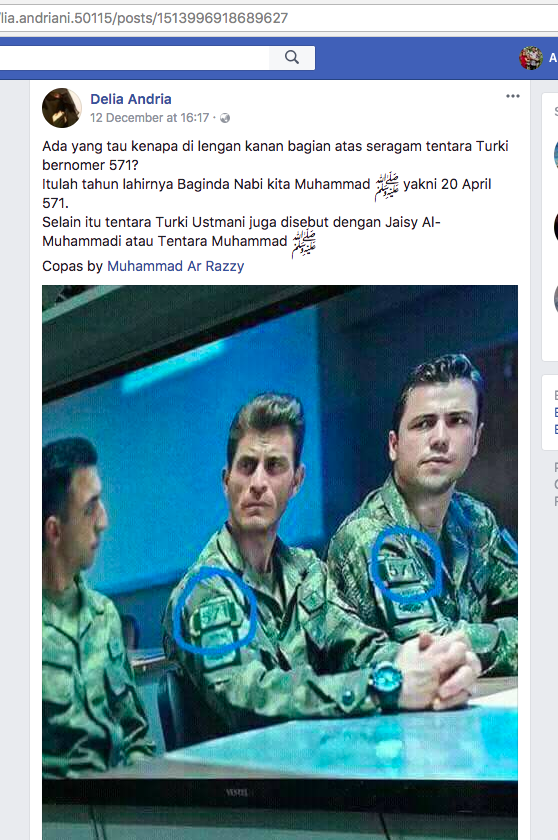 lia.andriani.50115/posts/1513996918689627
A
Delia Andria
12 December at 16:17 ·
Ada yang tau kenapa di lengan kanan bagian atas seragam tentara Turki
bernomer 571?
Itulah tahun lahirnya Baginda Nabi kita Muhammad ﷺ yakni 20 April
571.
Selain itu tentara Turki Ustmani juga disebut dengan Jaisy Al-
Muhammadi atau Tentara Muhammad ﷺ
Copas by Muhammad Ar Razzy
571
571
VESTEL